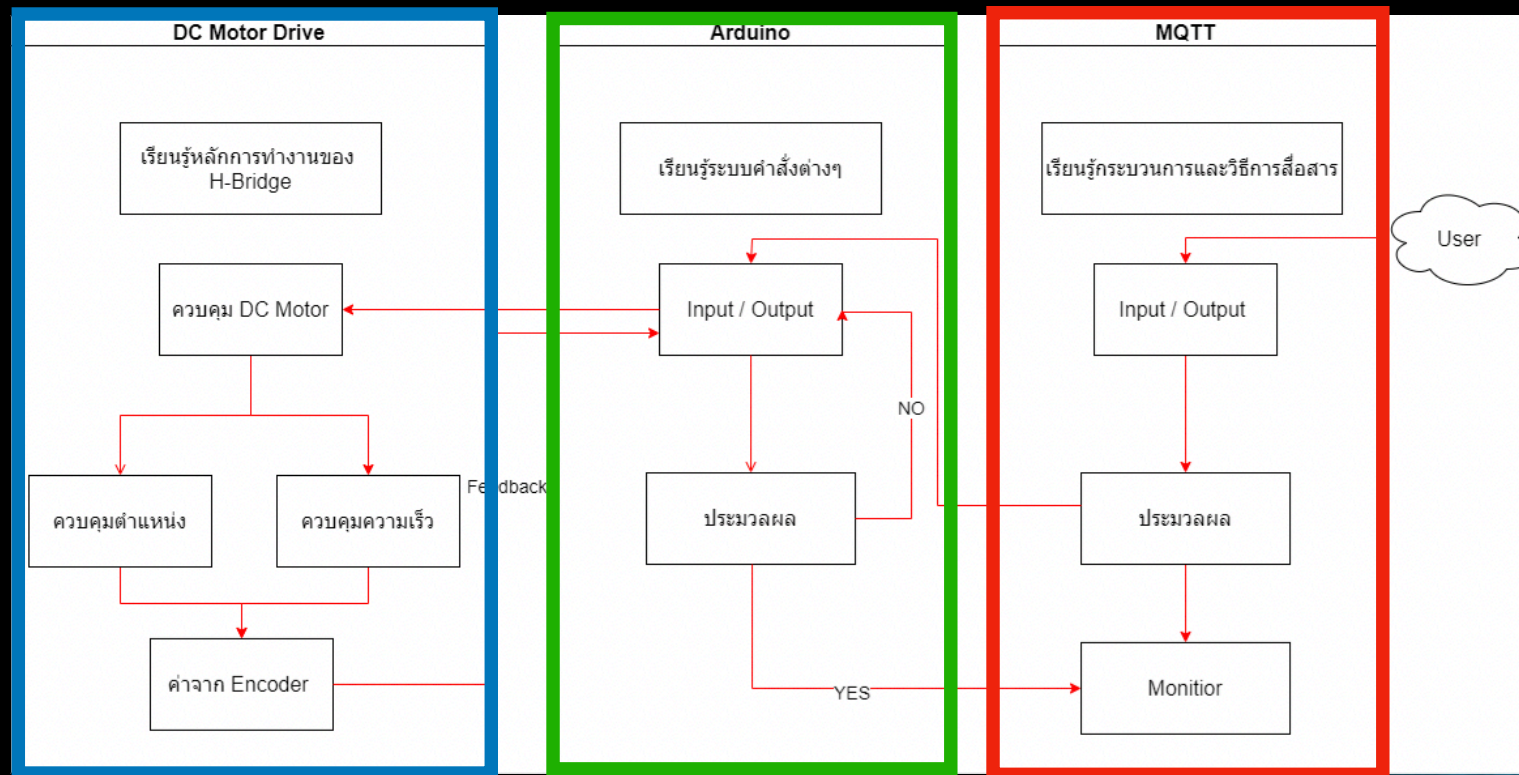 DC Motor Drive
เรียนรู้หลักการทำงานของ
H-Bridge
ควบคุม DC Motor
ควบคุมตำแหน่ง
ควบคุมความเร็ว
ค่าจาก Encoder
Feedback
Arduino
เรียนรู้ระบบคำสั่งต่างๆ
Input / Output
NO
ประมวลผล
YES
MQTT
เรียนรู้กระบวนการและวิธีการสื่อสาร
Input / Output
ประมวลผล
Monitior
User